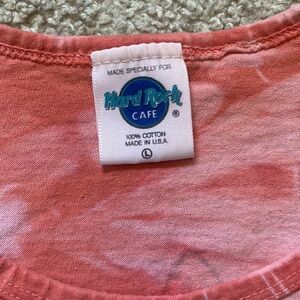 MADE SPECIALLY FOR
Hard Rock
CAFE ®
100% COTTON
MADE IN U.S.A.
L